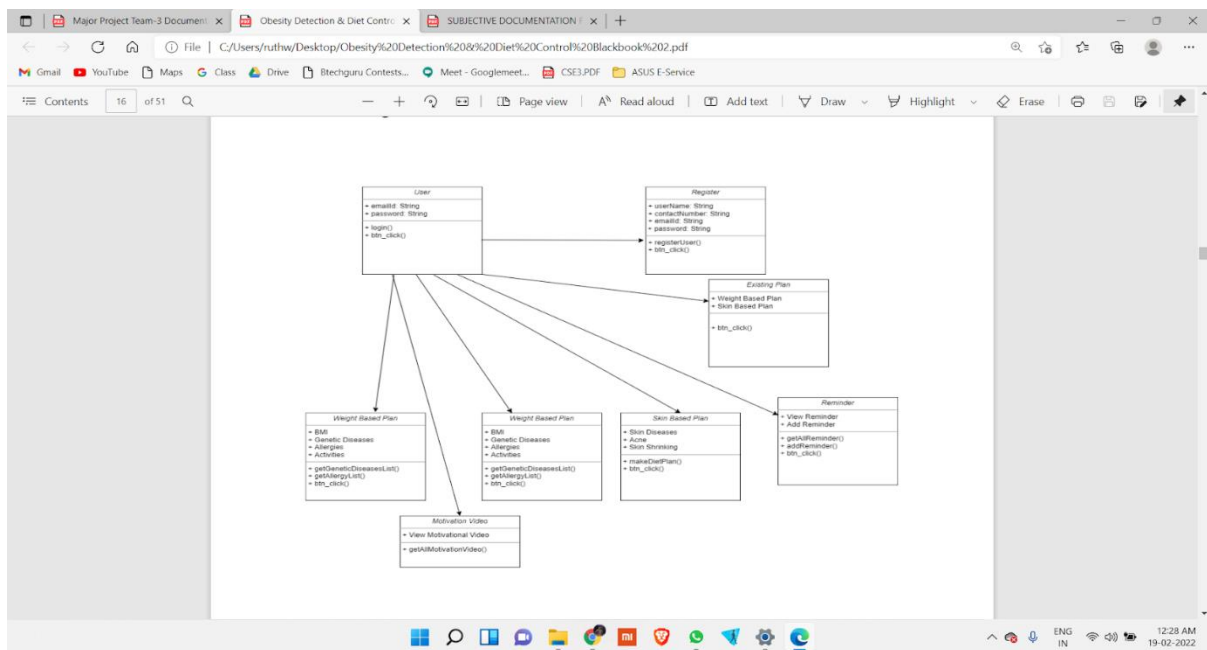 Major Project Team-3 Document
Obesity Detection & Diet Contro
SUBJECTIVE DOCUMENTATION
File | C:/Users/ruthw/Desktop/Obesity%20Detection%20&%20Diet%20Control%20Blackbook%202.pdf
Gmail YouTube Maps Class Drive Btechguru Contests... Meet - Googlemeet... CSE3.PDF ASUS E-Service
Contents 16 of 51 Page view Read aloud Add text Draw Highlight Erase
User
+ emailId: String
+ password: String
+ login()
+ btn_click()
Register
+ userName: String
+ contactNumber: String
+ emailId: String
+ password: String
+ registerUser()
+ btn_click()
Existing Plan
+ Weight Based Plan
+ Skin Based Plan
+ btn_click()
Weight Based Plan
+ BMI
+ Genetic Diseases
+ Allergies
+ Activities
+ getGeneticDiseasesList()
+ getAllergyList()
+ btn_click()
Weight Based Plan
+ BMI
+ Genetic Diseases
+ Allergies
+ Activities
+ getGeneticDiseasesList()
+ getAllergyList()
+ btn_click()
Skin Based Plan
+ Skin Diseases
+ Acne
+ Skin Shrinking
+ makeDietPlan()
+ btn_click()
Reminder
+ View Reminder
+ Add Reminder
+ getAllReminder()
+ addReminder()
+ btn_click()
Motivation Video
+ View Motivational Video
+ getAllMotivationVideo()
ENG
IN
12:28 AM
19-02-2022